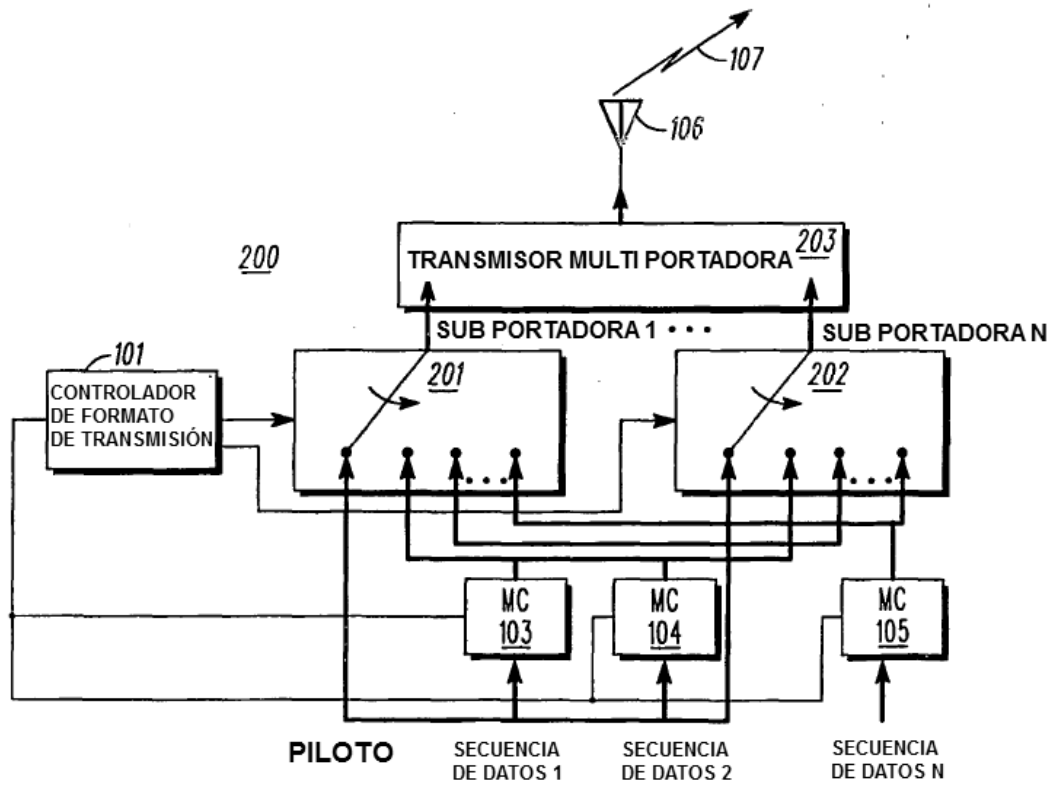 107
106
200
TRANSMISOR MULTI PORTADORA 203
SUB PORTADORA 1 • • •
SUB PORTADORA N
101
CONTROLADOR
DE FORMATO
DE TRANSMISIÓN
201
202
MC
103
MC
104
MC
105
PILOTO
SECUENCIA
DE DATOS 1
SECUENCIA
DE DATOS 2
SECUENCIA
DE DATOS N